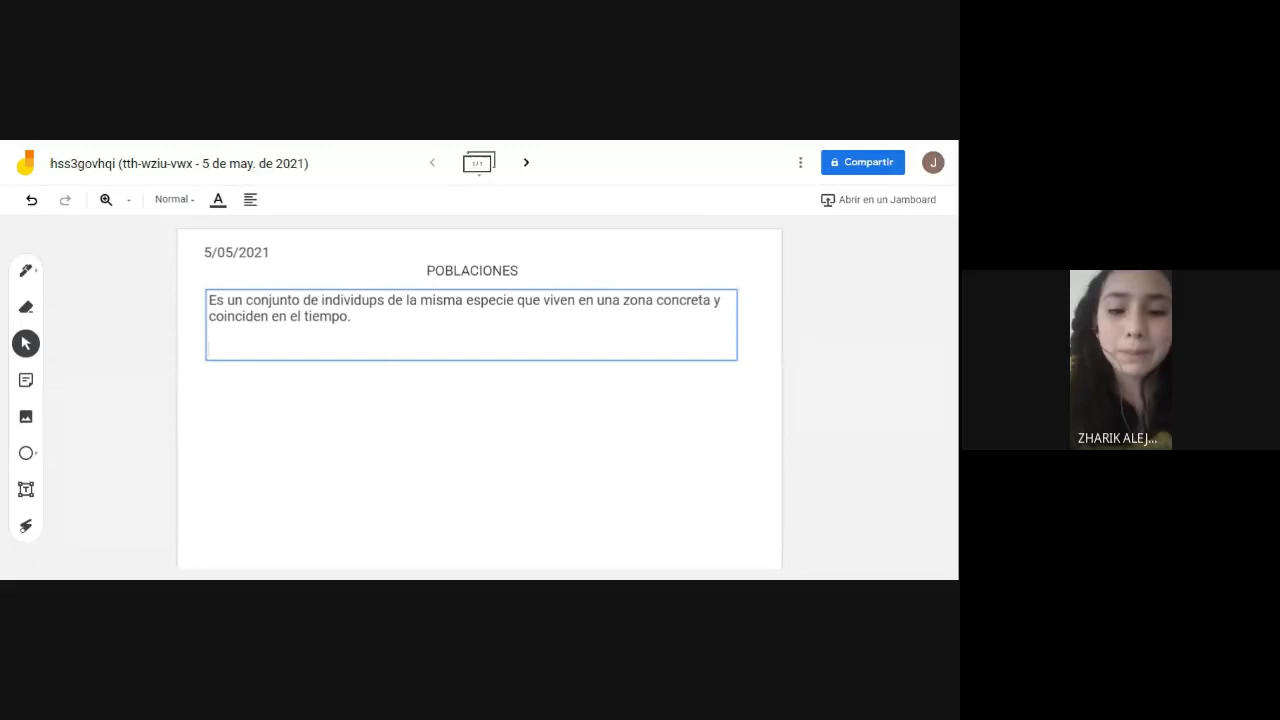 hss3govhqi (tth-wziu-vwx - 5 de may. de 2021)
1/1
Compartir
J
Normal
A
Abrir en un Jamboard
5/05/2021
POBLACIONES
Es un conjunto de individups de la misma especie que viven en una zona concreta y
coinciden en el tiempo.
T
ZHARIK ALEJ...